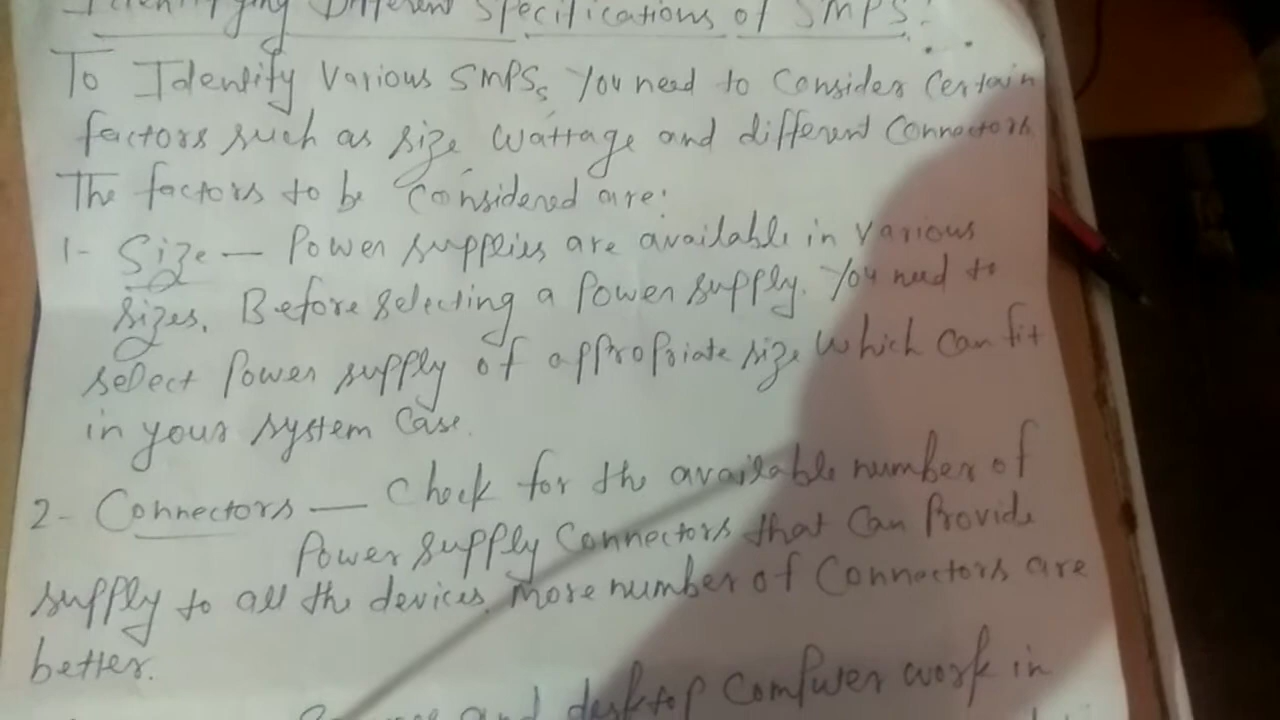 Identifying Different Specifications of SMPS:
To Identify Various SMPS, You need to Consider Certain
factors such as size, wattage and different Connectors.
The factors to be Considered are:
1- Size — Power supplies are available in various
sizes. Before selecting a Power supply. You need to
select Power supply of appropriate size which can fit
in your system Case.
2- Connectors — Check for the available number of
Power supply Connectors that Can Provide
supply to all the devices. More number of Connectors are
better.
and desktop Computer work in